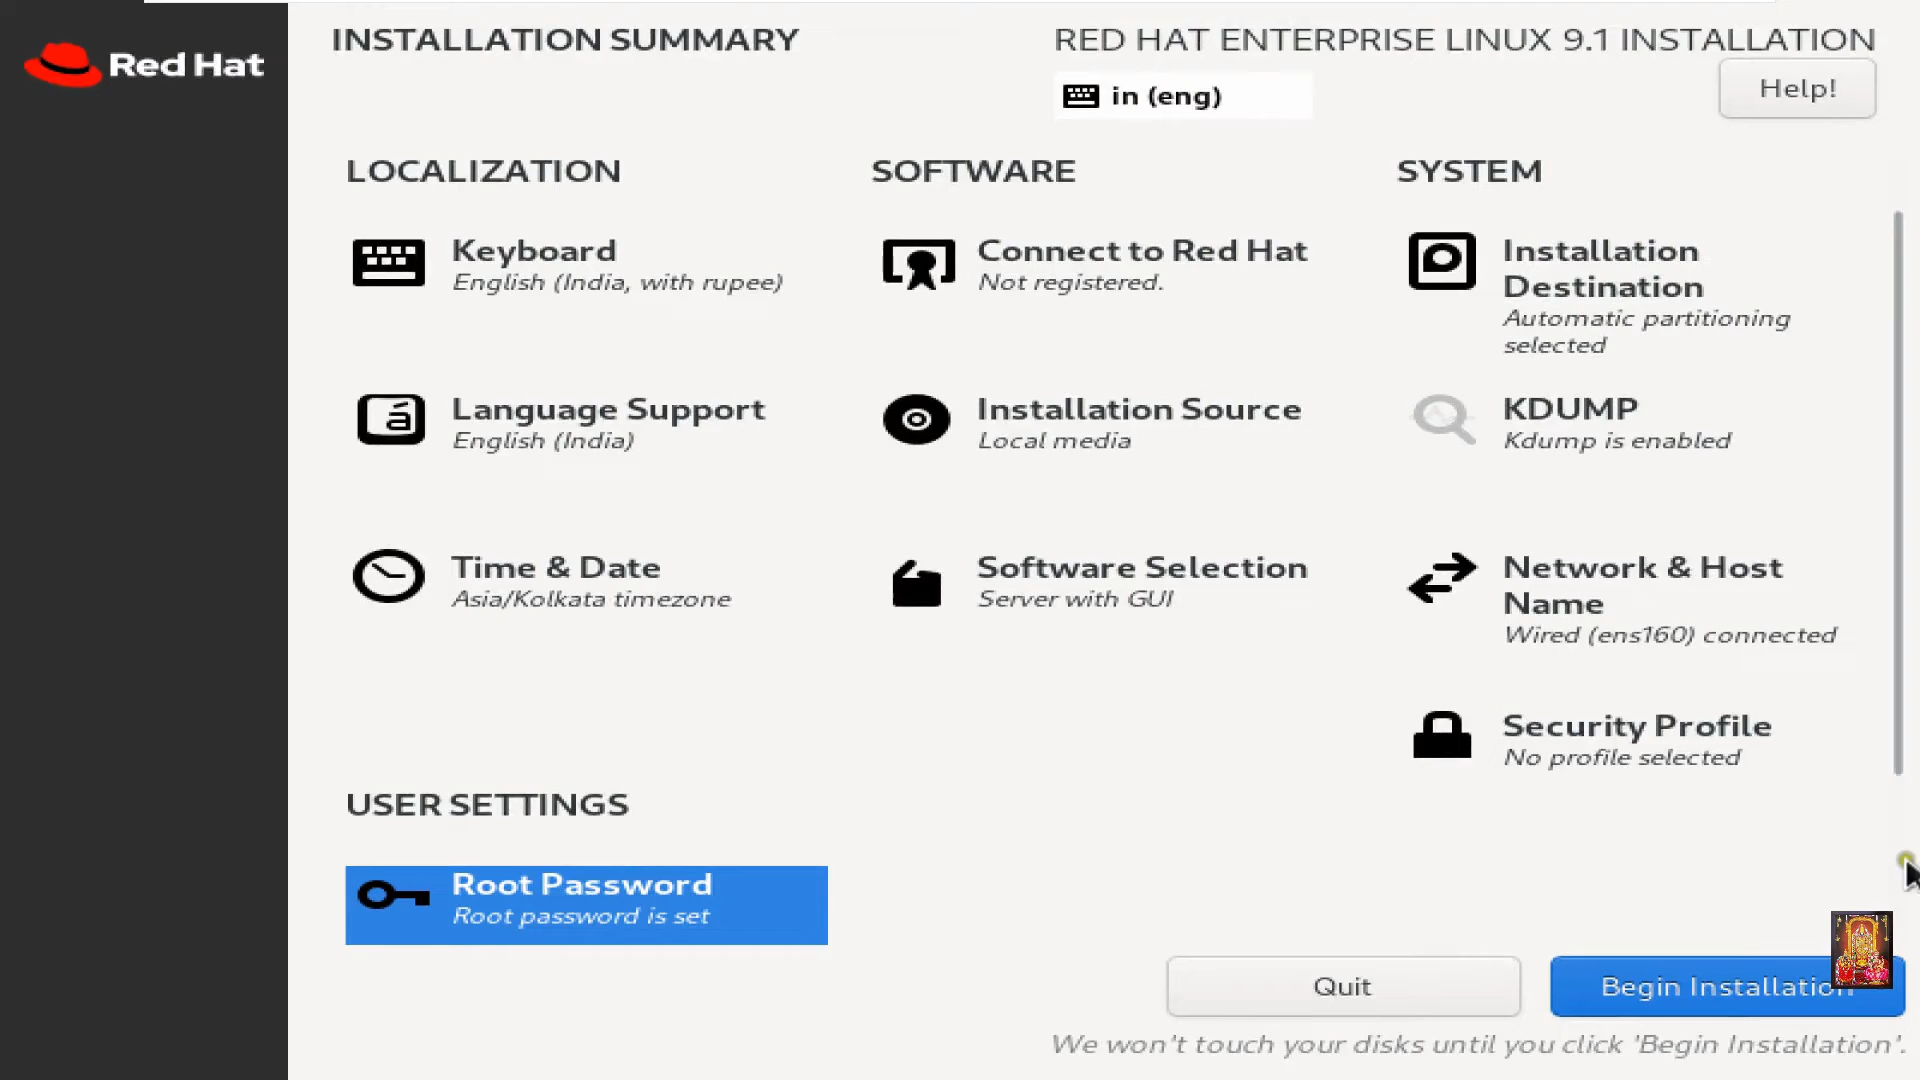 Red Hat
INSTALLATION SUMMARY
RED HAT ENTERPRISE LINUX 9.1 INSTALLATION
in (eng)
Help!
LOCALIZATION
Keyboard
English (India, with rupee)
Language Support
English (India)
Time & Date
Asia/Kolkata timezone
SOFTWARE
Connect to Red Hat
Not registered.
Installation Source
Local media
Software Selection
Server with GUI
SYSTEM
Installation
Destination
Automatic partitioning
selected
KDUMP
Kdump is enabled
Network & Host
Name
Wired (ens160) connected
Security Profile
No profile selected
USER SETTINGS
Root Password
Root password is set
Quit
Begin Installation
We won't touch your disks until you click 'Begin Installation'.